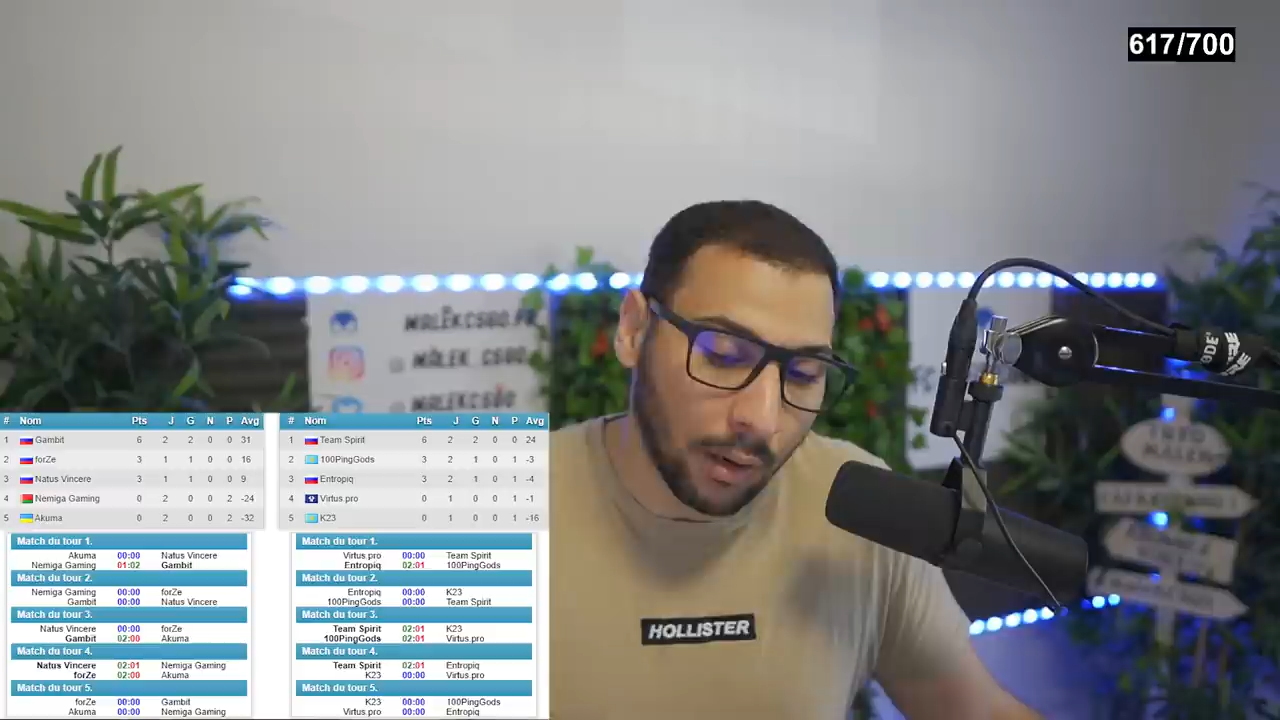 617/700
MALEKCSGO.FR
@ MALEK_CSGO
MALEKCSGO
# Nom Pts J G N P Avg
1 Gambit 6 2 2 0 0 31
2 forZe 3 1 1 0 0 16
3 Natus Vincere 3 1 1 0 0 9
4 Nemiga Gaming 0 2 0 0 2 -24
5 Akuma 0 2 0 0 2 -32
Match du tour 1.
Akuma 00:00 Natus Vincere
Nemiga Gaming 01:02 Gambit
Match du tour 2.
Nemiga Gaming 00:00 forZe
Gambit 00:00 Natus Vincere
Match du tour 3.
Natus Vincere 00:00 forZe
Gambit 02:00 Akuma
Match du tour 4.
Natus Vincere 02:01 Nemiga Gaming
forZe 02:00 Akuma
Match du tour 5.
forZe 00:00 Gambit
Akuma 00:00 Nemiga Gaming
# Nom Pts J G N P Avg
1 Team Spirit 6 2 2 0 0 24
2 100PingGods 3 2 1 0 1 -3
3 Entropiq 3 2 1 0 1 -4
4 Virtus pro 0 1 0 0 1 -1
5 K23 0 1 0 0 1 -16
Match du tour 1.
Virtus.pro 00:00 Team Spirit
Entropiq 02:01 100PingGods
Match du tour 2.
Entropiq 00:00 K23
100PingGods 00:00 Team Spirit
Match du tour 3.
Team Spirit 02:01 K23
100PingGods 02:01 Virtus.pro
Match du tour 4.
Team Spirit 02:01 Entropiq
K23 00:00 Virtus.pro
Match du tour 5.
K23 00:00 100PingGods
Virtus.pro 00:00 Entropiq
HOLLISTER